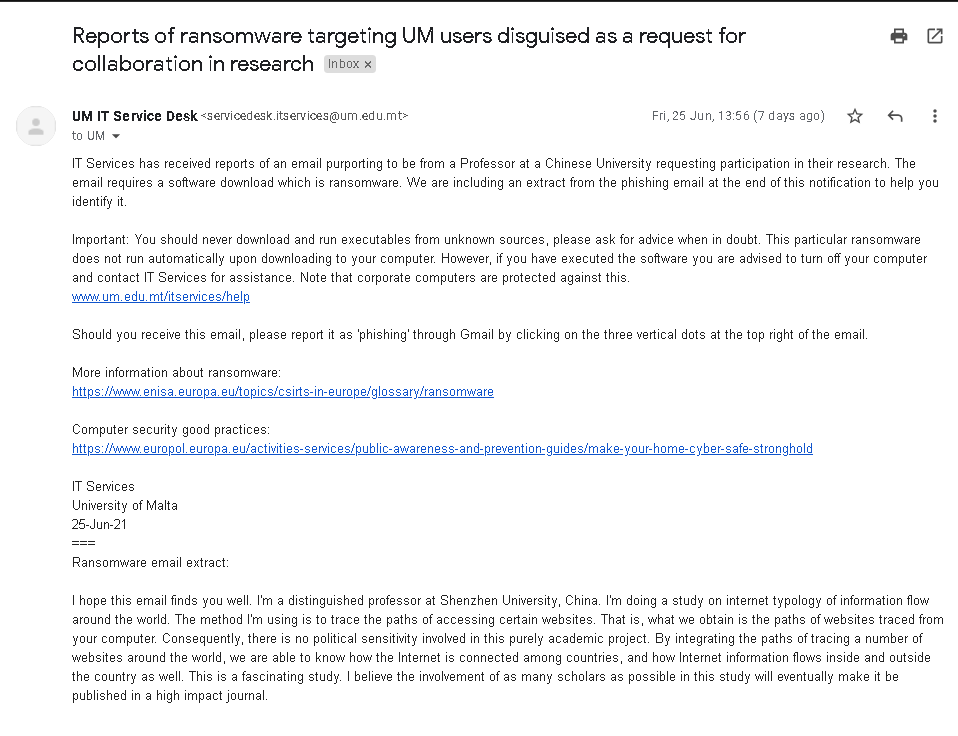 Reports of ransomware targeting UM users disguised as a request for
collaboration in research Inbox ×
UM IT Service Desk <servicedesk.itservices@um.edu.mt> Fri, 25 Jun, 13:56 (7 days ago)
to UM
IT Services has received reports of an email purporting to be from a Professor at a Chinese University requesting participation in their research. The
email requires a software download which is ransomware. We are including an extract from the phishing email at the end of this notification to help you
identify it.
Important: You should never download and run executables from unknown sources, please ask for advice when in doubt. This particular ransomware
does not run automatically upon downloading to your computer. However, if you have executed the software you are advised to turn off your computer
and contact IT Services for assistance. Note that corporate computers are protected against this.
www.um.edu.mt/itservices/help
Should you receive this email, please report it as 'phishing' through Gmail by clicking on the three vertical dots at the top right of the email.
More information about ransomware:
https://www.enisa.europa.eu/topics/csirts-in-europe/glossary/ransomware
Computer security good practices:
https://www.europol.europa.eu/activities-services/public-awareness-and-prevention-guides/make-your-home-cyber-safe-stronghold
IT Services
University of Malta
25-Jun-21
===
Ransomware email extract:
I hope this email finds you well. I'm a distinguished professor at Shenzhen University, China. I'm doing a study on internet typology of information flow
around the world. The method I'm using is to trace the paths of accessing certain websites. That is, what we obtain is the paths of websites traced from
your computer. Consequently, there is no political sensitivity involved in this purely academic project. By integrating the paths of tracing a number of
websites around the world, we are able to know how the Internet is connected among countries, and how Internet information flows inside and outside
the country as well. This is a fascinating study. I believe the involvement of as many scholars as possible in this study will eventually make it be
published in a high impact journal.